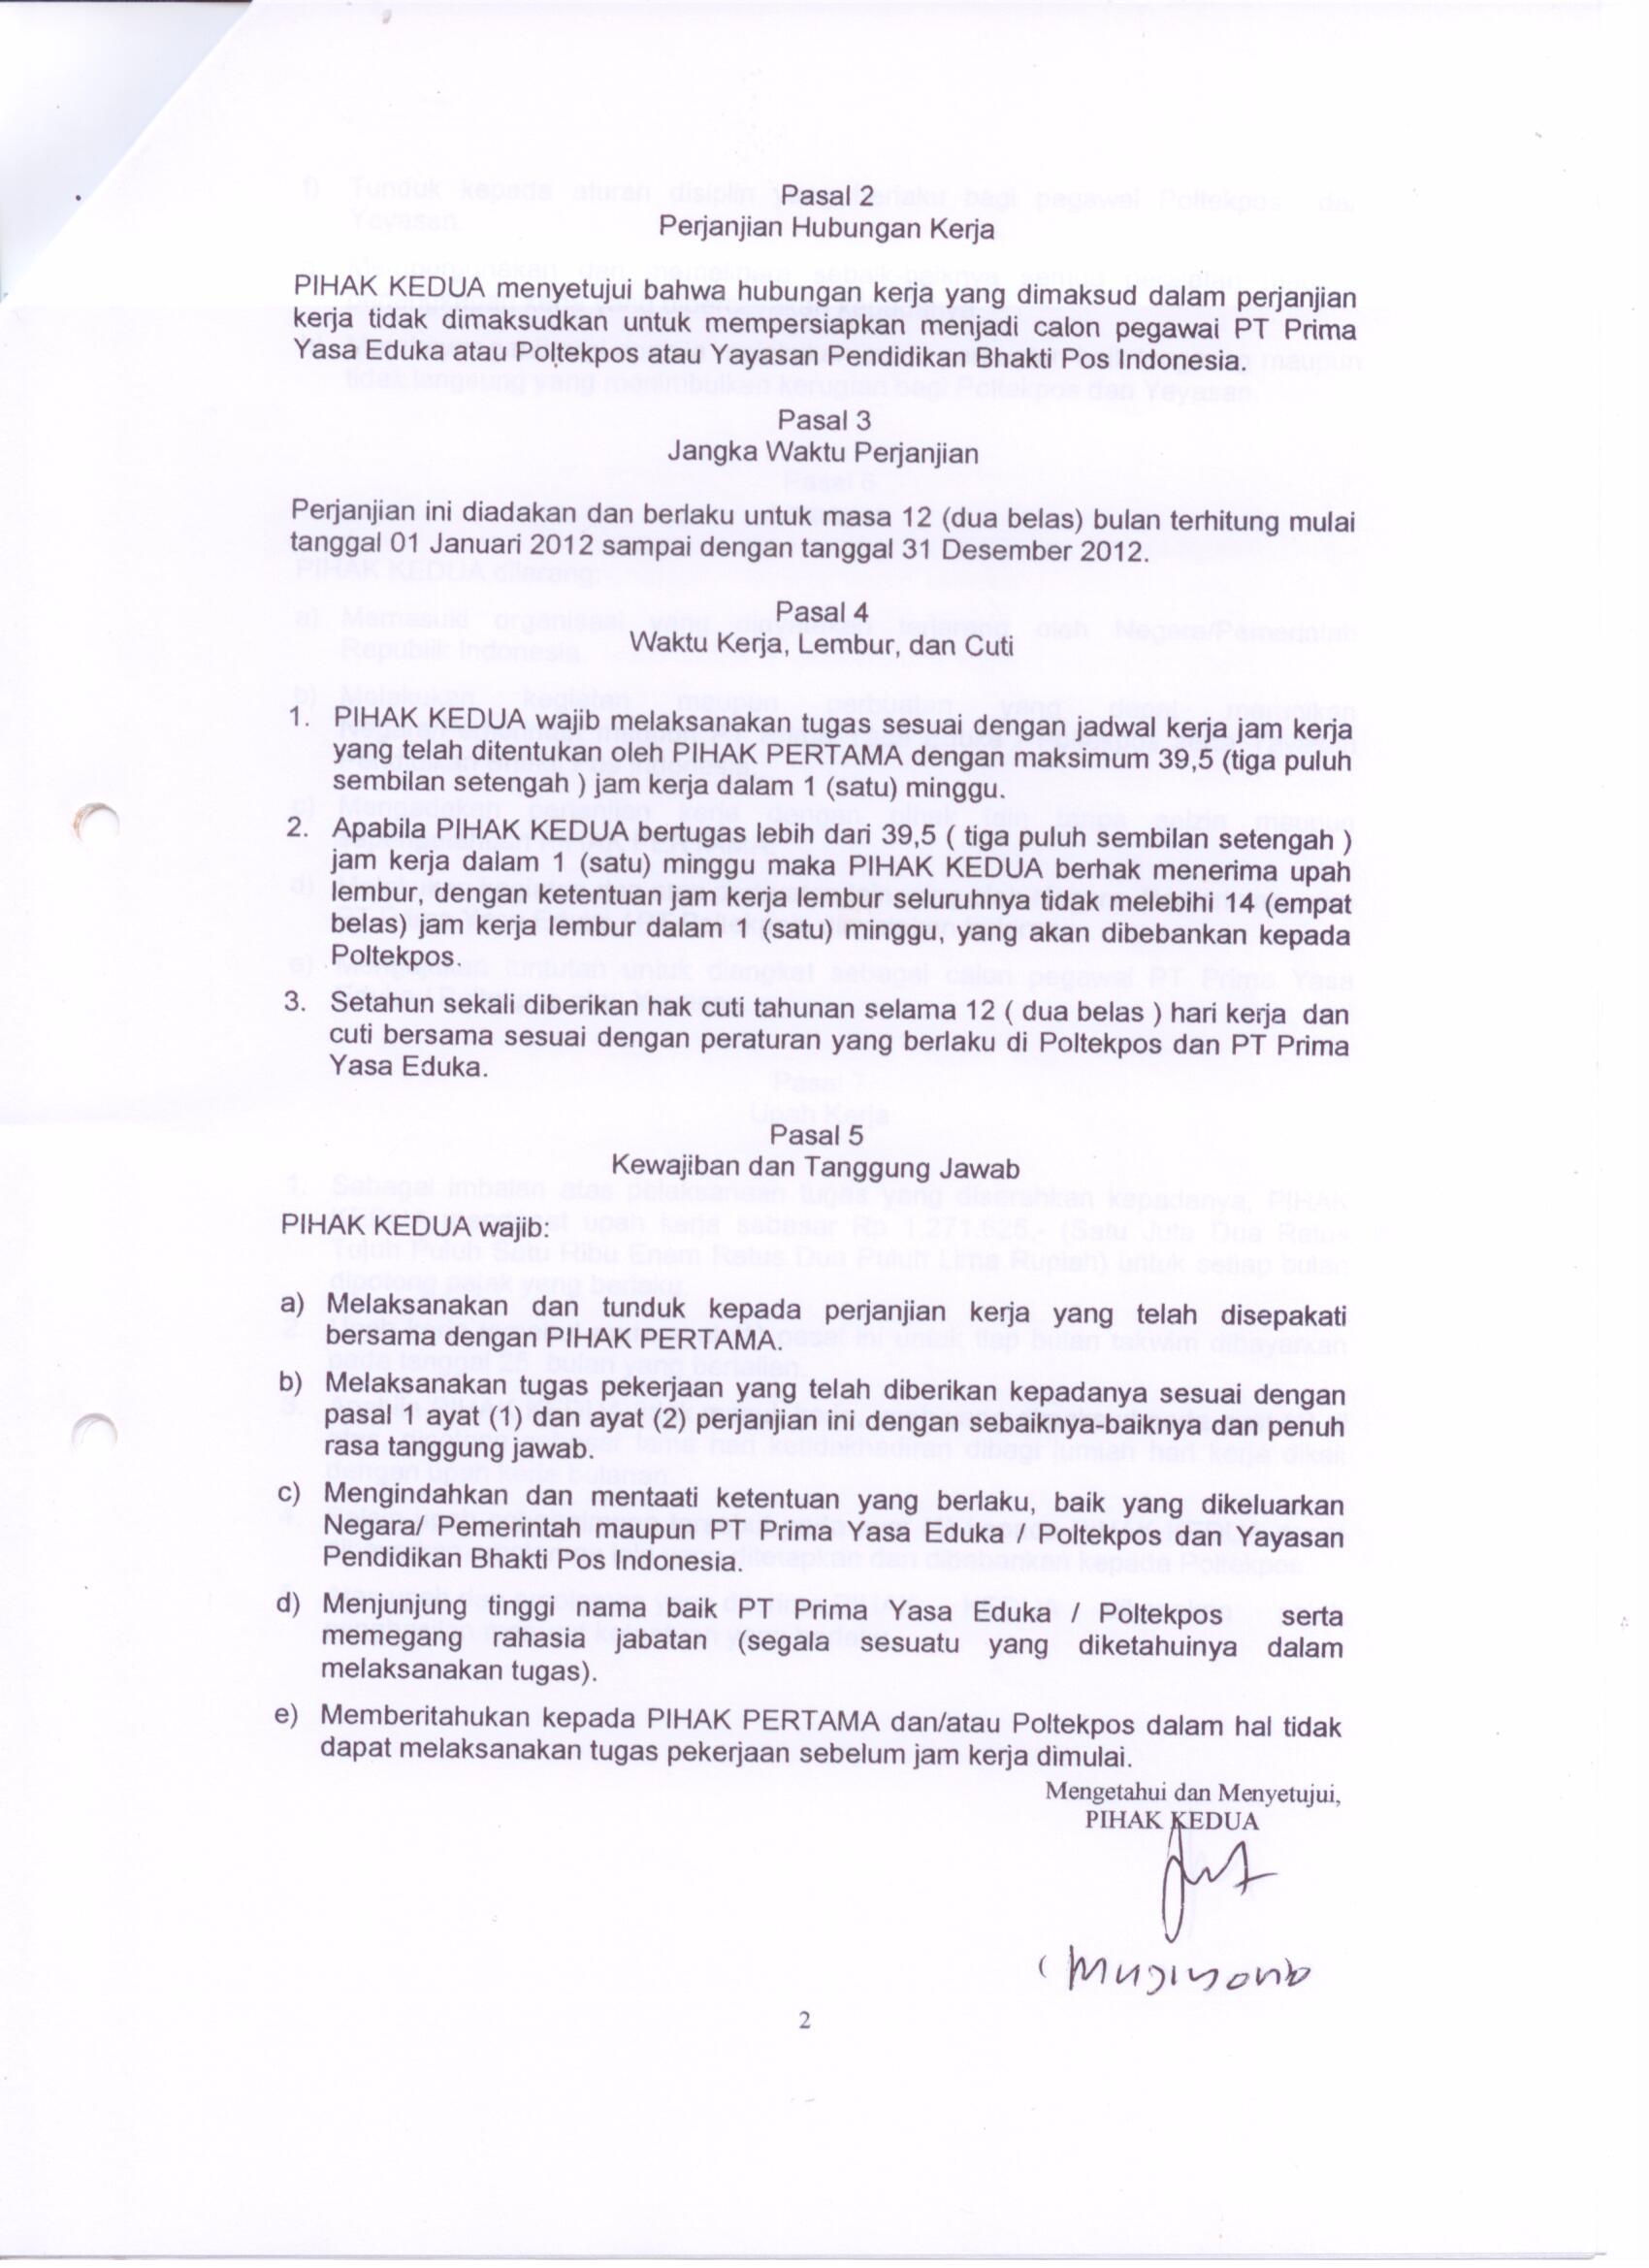 Pasal 2
Perjanjian Hubungan Kerja
PIHAK KEDUA menyetujui bahwa hubungan kerja yang dimaksud dalam perjanjian
kerja tidak dimaksudkan untuk mempersiapkan menjadi calon pegawai PT Prima
Yasa Eduka atau Poltekpos atau Yayasan Pendidikan Bhakti Pos Indonesia.
Pasal 3
Jangka Waktu Perjanjian
Perjanjian ini diadakan dan berlaku untuk masa 12 (dua belas) bulan terhitung mulai
tanggal 01 Januari 2012 sampai dengan tanggal 31 Desember 2012.
Pasal 4
Waktu Kerja, Lembur, dan Cuti
1. PIHAK KEDUA wajib melaksanakan tugas sesuai dengan jadwal kerja jam kerja
yang telah ditentukan oleh PIHAK PERTAMA dengan maksimum 39,5 (tiga puluh
sembilan setengah ) jam kerja dalam 1 (satu) minggu.
2. Apabila PIHAK KEDUA bertugas lebih dari 39,5 ( tiga puluh sembilan setengah )
jam kerja dalam 1 (satu) minggu maka PIHAK KEDUA berhak menerima upah
lembur, dengan ketentuan jam kerja lembur seluruhnya tidak melebihi 14 (empat
belas) jam kerja lembur dalam 1 (satu) minggu, yang akan dibebankan kepada
Poltekpos.
3. Setahun sekali diberikan hak cuti tahunan selama 12 ( dua belas ) hari kerja dan
cuti bersama sesuai dengan peraturan yang berlaku di Poltekpos dan PT Prima
Yasa Eduka.
Pasal 5
Kewajiban dan Tanggung Jawab
PIHAK KEDUA wajib:
a) Melaksanakan dan tunduk kepada perjanjian kerja yang telah disepakati
bersama dengan PIHAK PERTAMA.
b) Melaksanakan tugas pekerjaan yang telah diberikan kepadanya sesuai dengan
pasal 1 ayat (1) dan ayat (2) perjanjian ini dengan sebaiknya-baiknya dan penuh
rasa tanggung jawab.
c) Mengindahkan dan mentaati ketentuan yang berlaku, baik yang dikeluarkan
Negara/ Pemerintah maupun PT Prima Yasa Eduka / Poltekpos dan Yayasan
Pendidikan Bhakti Pos Indonesia.
d) Menjunjung tinggi nama baik PT Prima Yasa Eduka / Poltekpos serta
memegang rahasia jabatan (segala sesuatu yang diketahuinya dalam
melaksanakan tugas).
e) Memberitahukan kepada PIHAK PERTAMA dan/atau Poltekpos dalam hal tidak
dapat melaksanakan tugas pekerjaan sebelum jam kerja dimulai.
Mengetahui dan Menyetujui,
PIHAK KEDUA
( Mugiyono
2